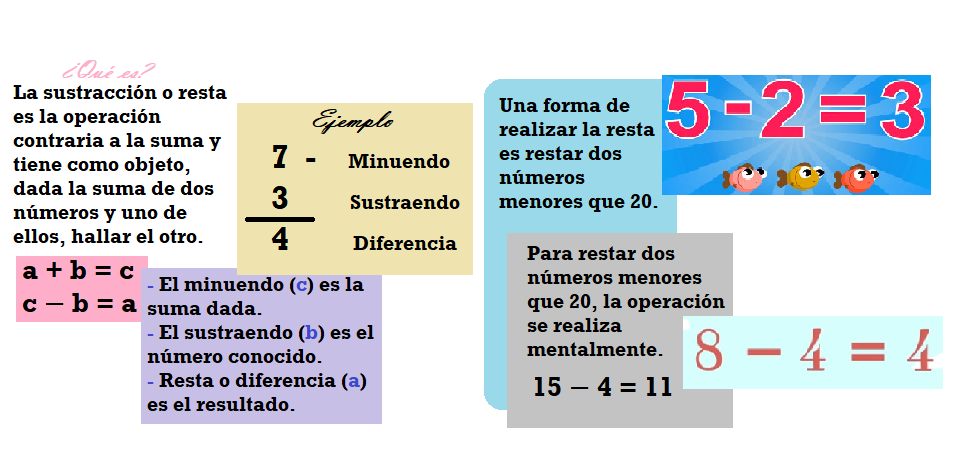 ¿Qué es?
La sustracción o resta
es la operación
contraria a la suma y
tiene como objeto,
dada la suma de dos
números y uno de
ellos, hallar el otro.
a + b = c
c – b = a
Ejemplo
7 - Minuendo
3 Sustraendo
4 Diferencia
- El minuendo (c) es la
suma dada.
- El sustraendo (b) es el
número conocido.
- Resta o diferencia (a)
es el resultado.
Una forma de
realizar la resta
es restar dos
números
menores que 20.
5 - 2 = 3
Para restar dos
números menores
que 20, la operación
se realiza
mentalmente.
15 – 4 = 11
8 – 4 = 4